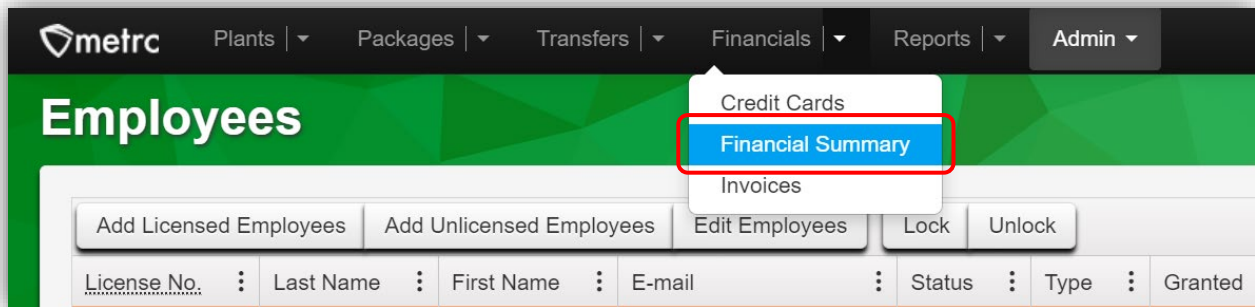 metrc Plants Packages Transfers Financials Reports Admin
Credit Cards
Employees
Financial Summary
Invoices
Add Licensed Employees Add Unlicensed Employees Edit Employees Lock Unlock
License No. Last Name First Name E-mail Status Type Granted